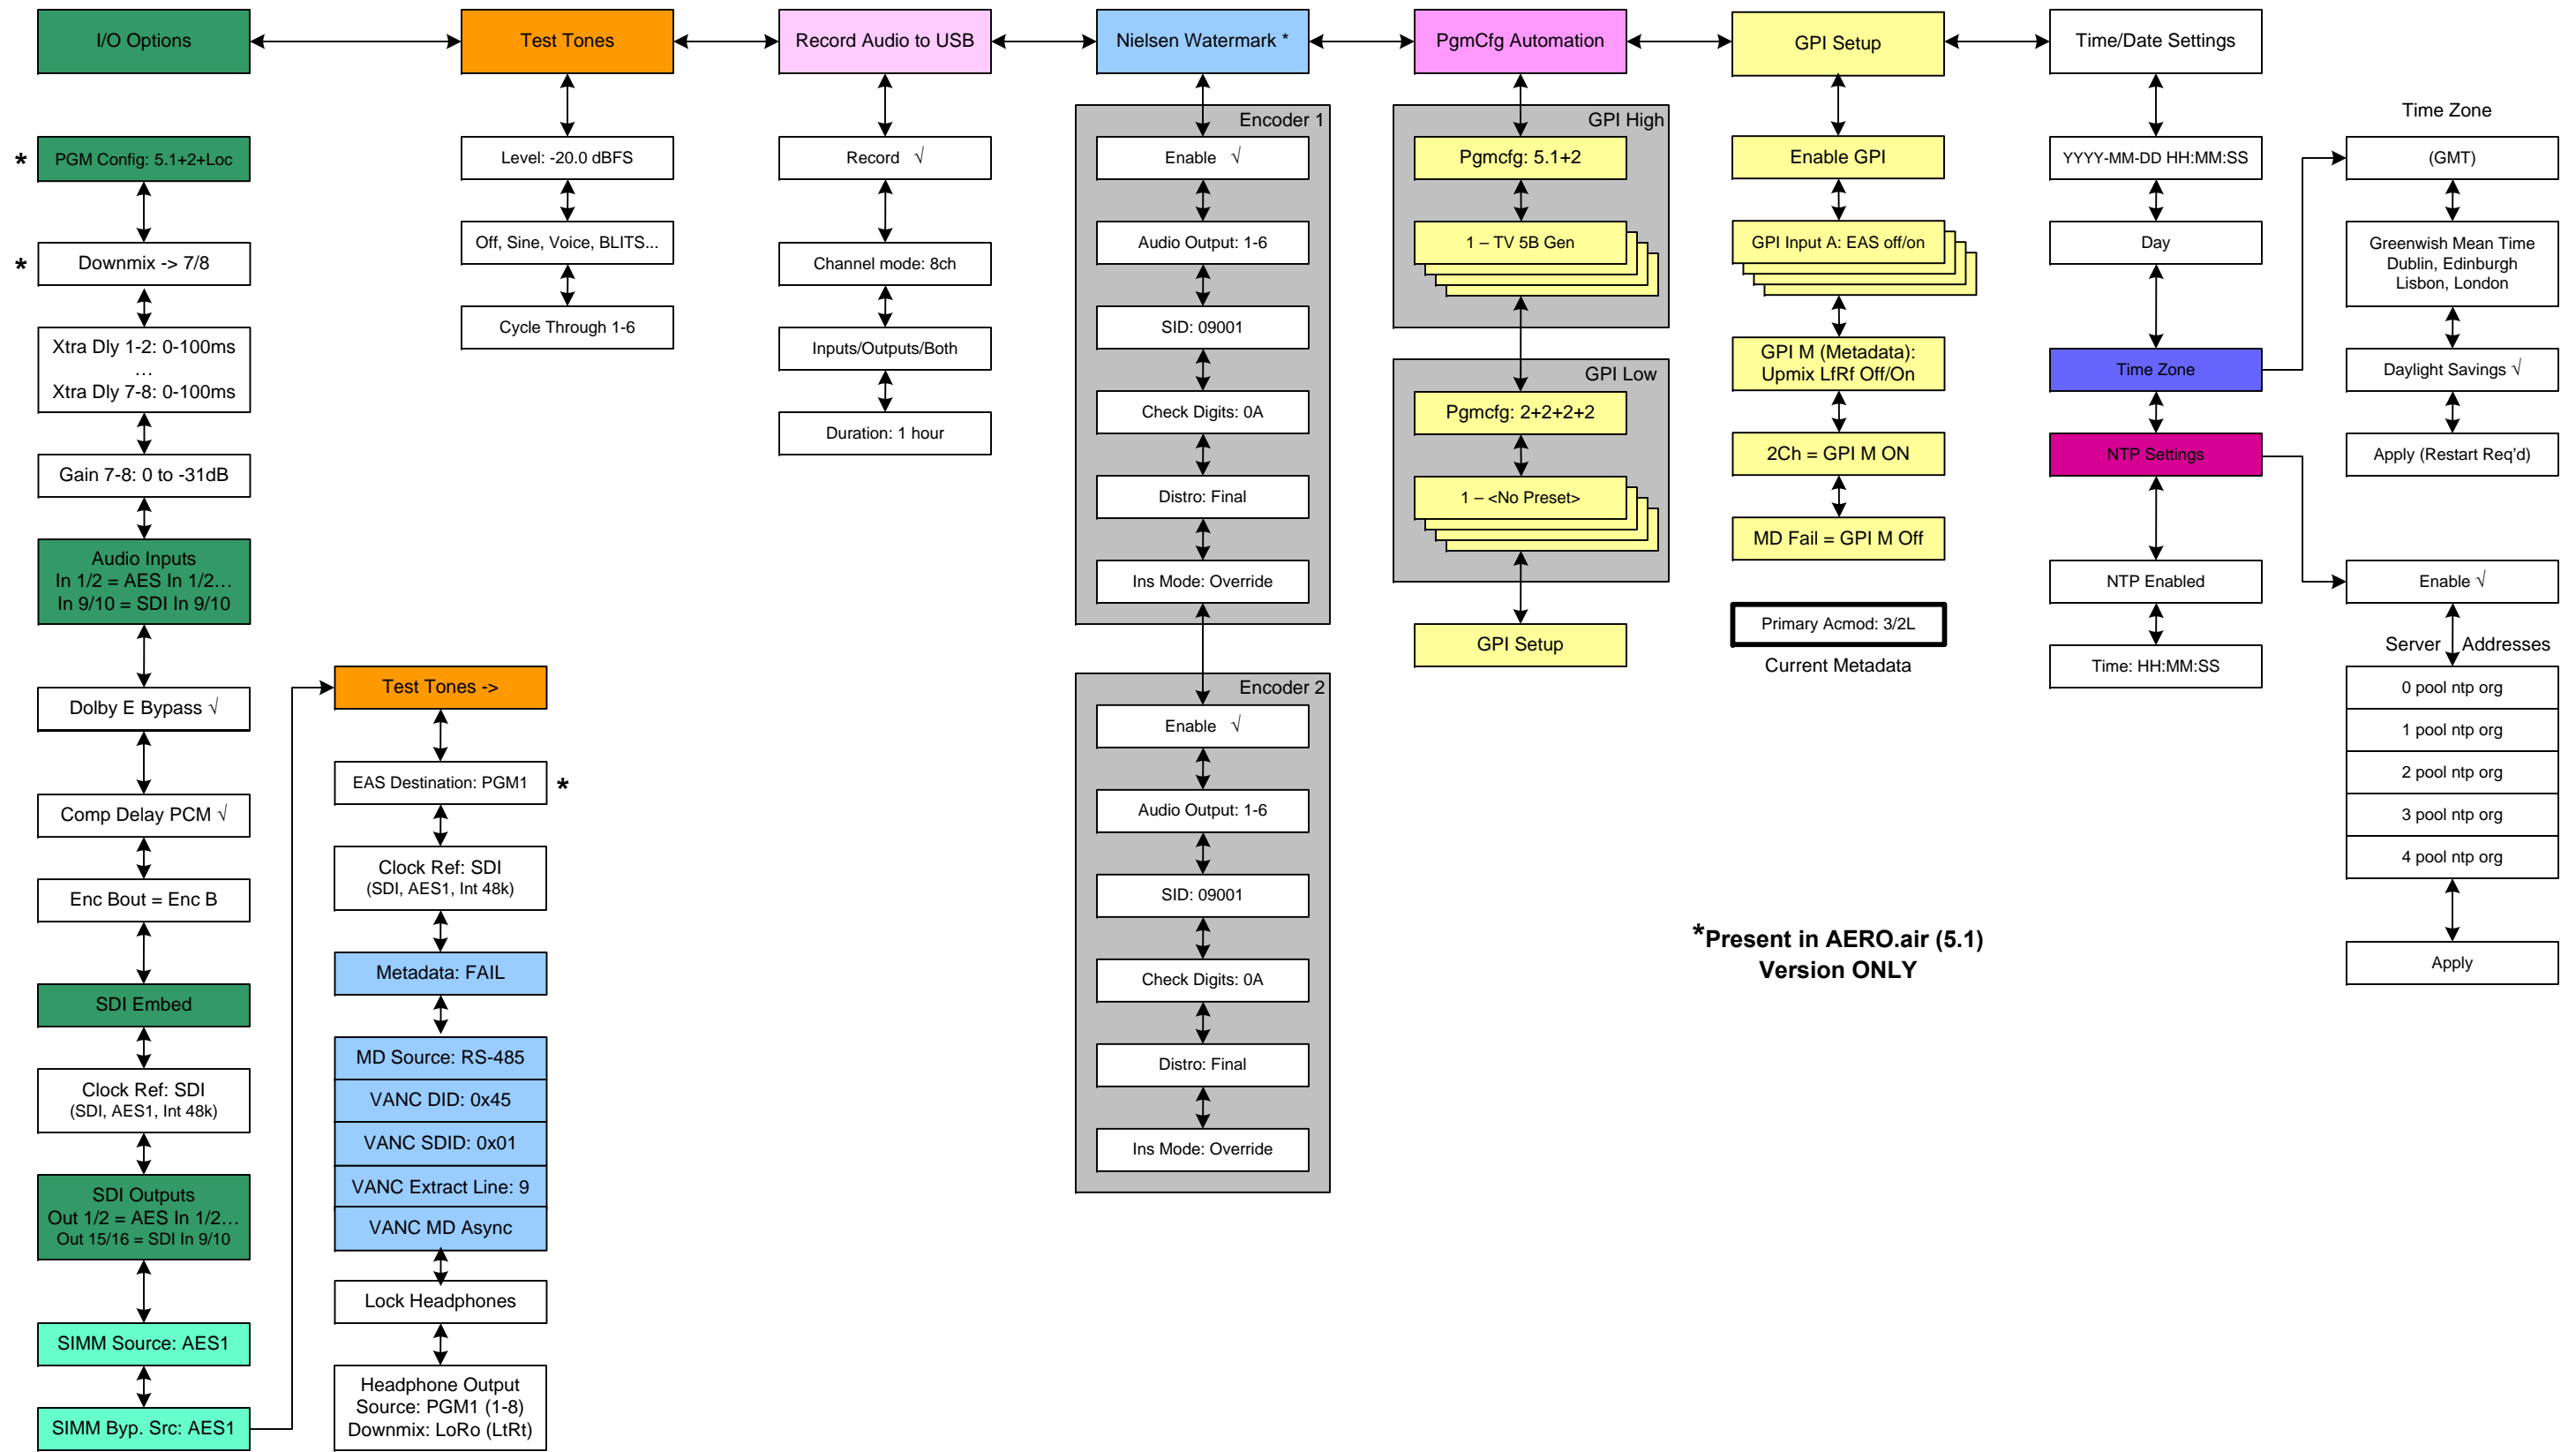 I/O Options
Test Tones
Record Audio to USB
Nielsen Watermark *
PgmCfg Automation
GPI Setup
Time/Date Settings
*
PGM Config: 5.1+2+Loc
*
Downmix -> 7/8
Xtra Dly 1-2: 0-100ms
…
Xtra Dly 7-8: 0-100ms
Gain 7-8: 0 to -31dB
Audio Inputs
In 1/2 = AES In 1/2…
In 9/10 = SDI In 9/10
Dolby E Bypass √
Comp Delay PCM √
Enc Bout = Enc B
SDI Embed
Clock Ref: SDI
(SDI, AES1, Int 48k)
SDI Outputs
Out 1/2 = AES In 1/2…
Out 15/16 = SDI In 9/10
SIMM Source: AES1
SIMM Byp. Src: AES1
Test Tones ->
EAS Destination: PGM1 *
Clock Ref: SDI
(SDI, AES1, Int 48k)
Metadata: FAIL
MD Source: RS-485
VANC DID: 0x45
VANC SDID: 0x01
VANC Extract Line: 9
VANC MD Async
Lock Headphones
Headphone Output
Source: PGM1 (1-8)
Downmix: LoRo (LtRt)
Level: -20.0 dBFS
Off, Sine, Voice, BLITS...
Cycle Through 1-6
Record √
Channel mode: 8ch
Inputs/Outputs/Both
Duration: 1 hour
Encoder 1
Enable √
Audio Output: 1-6
SID: 09001
Check Digits: 0A
Distro: Final
Ins Mode: Override
Encoder 2
Enable √
Audio Output: 1-6
SID: 09001
Check Digits: 0A
Distro: Final
Ins Mode: Override
GPI High
Pgmcfg: 5.1+2
1 – TV 5B Gen
GPI Low
Pgmcfg: 2+2+2+2
1 – <No Preset>
GPI Setup
Enable GPI
GPI Input A: EAS off/on
GPI M (Metadata):
Upmix LfRf Off/On
2Ch = GPI M ON
MD Fail = GPI M Off
Primary Acmod: 3/2L
Current Metadata
YYYY-MM-DD HH:MM:SS
Day
Time Zone
NTP Settings
NTP Enabled
Time: HH:MM:SS
Time Zone
(GMT)
Greenwish Mean Time
Dublin, Edinburgh
Lisbon, London
Daylight Savings √
Apply (Restart Req'd)
Enable √
Server Addresses
0 pool ntp org
1 pool ntp org
2 pool ntp org
3 pool ntp org
4 pool ntp org
Apply
*Present in AERO.air (5.1)
Version ONLY